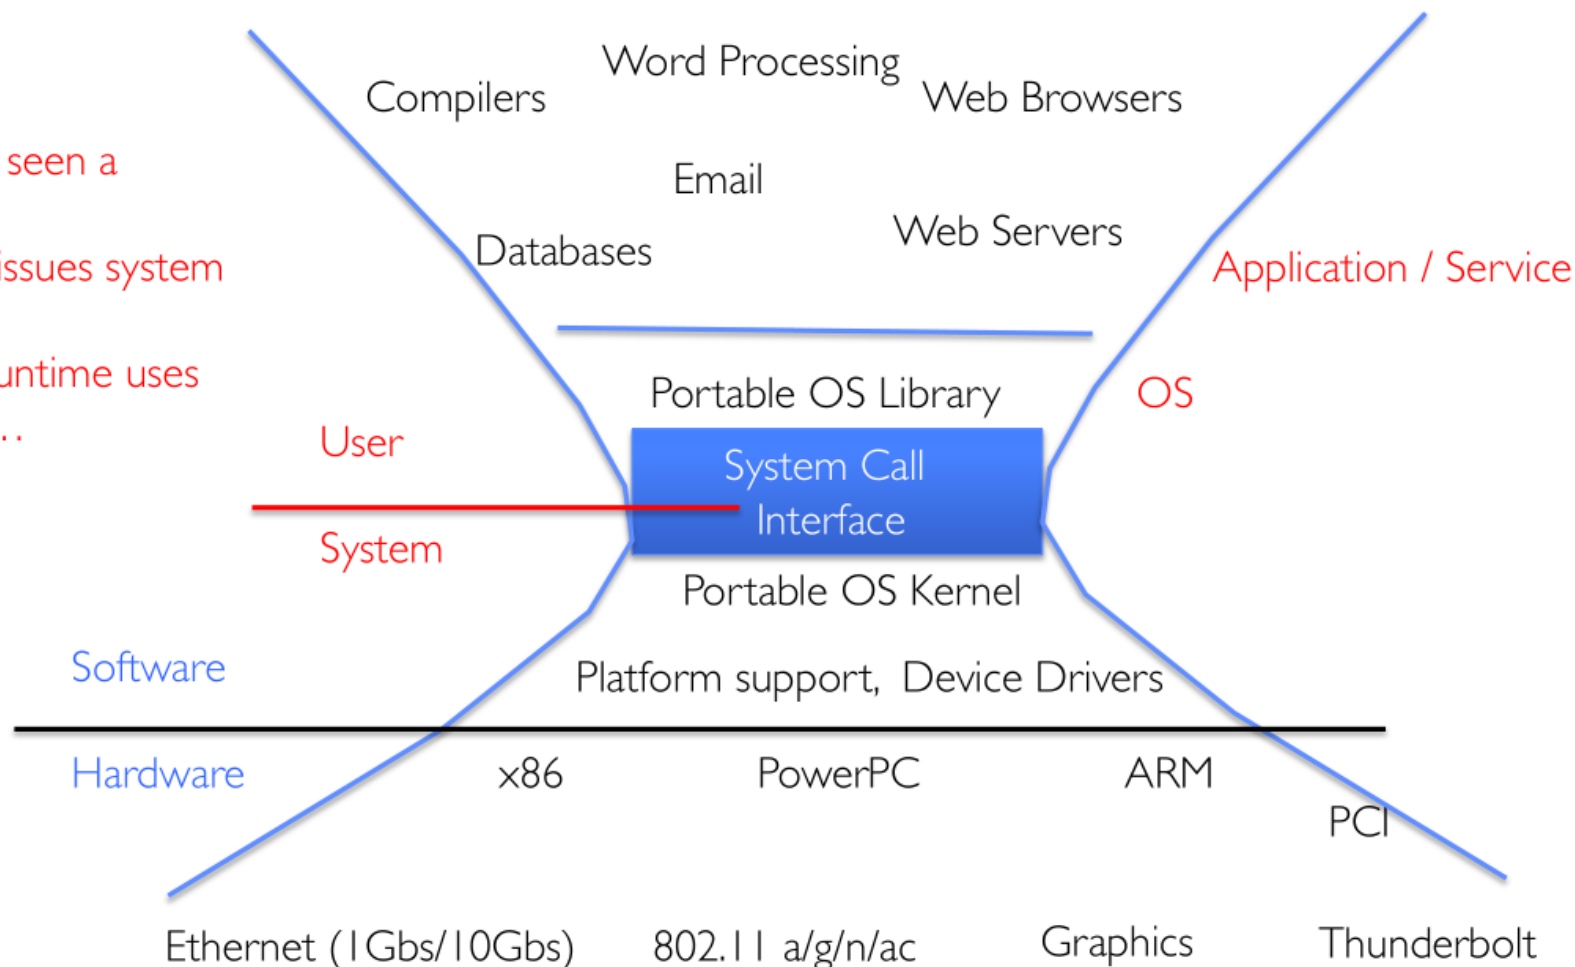 Word Processing
Compilers
Web Browsers
seen a
Email
Web Servers
Databases
issues system
Application / Service
untime uses
Portable OS Library
OS
..
User
System Call
Interface
System
Portable OS Kernel
Software
Platform support, Device Drivers
Hardware
x86
PowerPC
ARM
PCI
Ethernet (1Gbs/10Gbs)
802.11 a/g/n/ac
Graphics
Thunderbolt